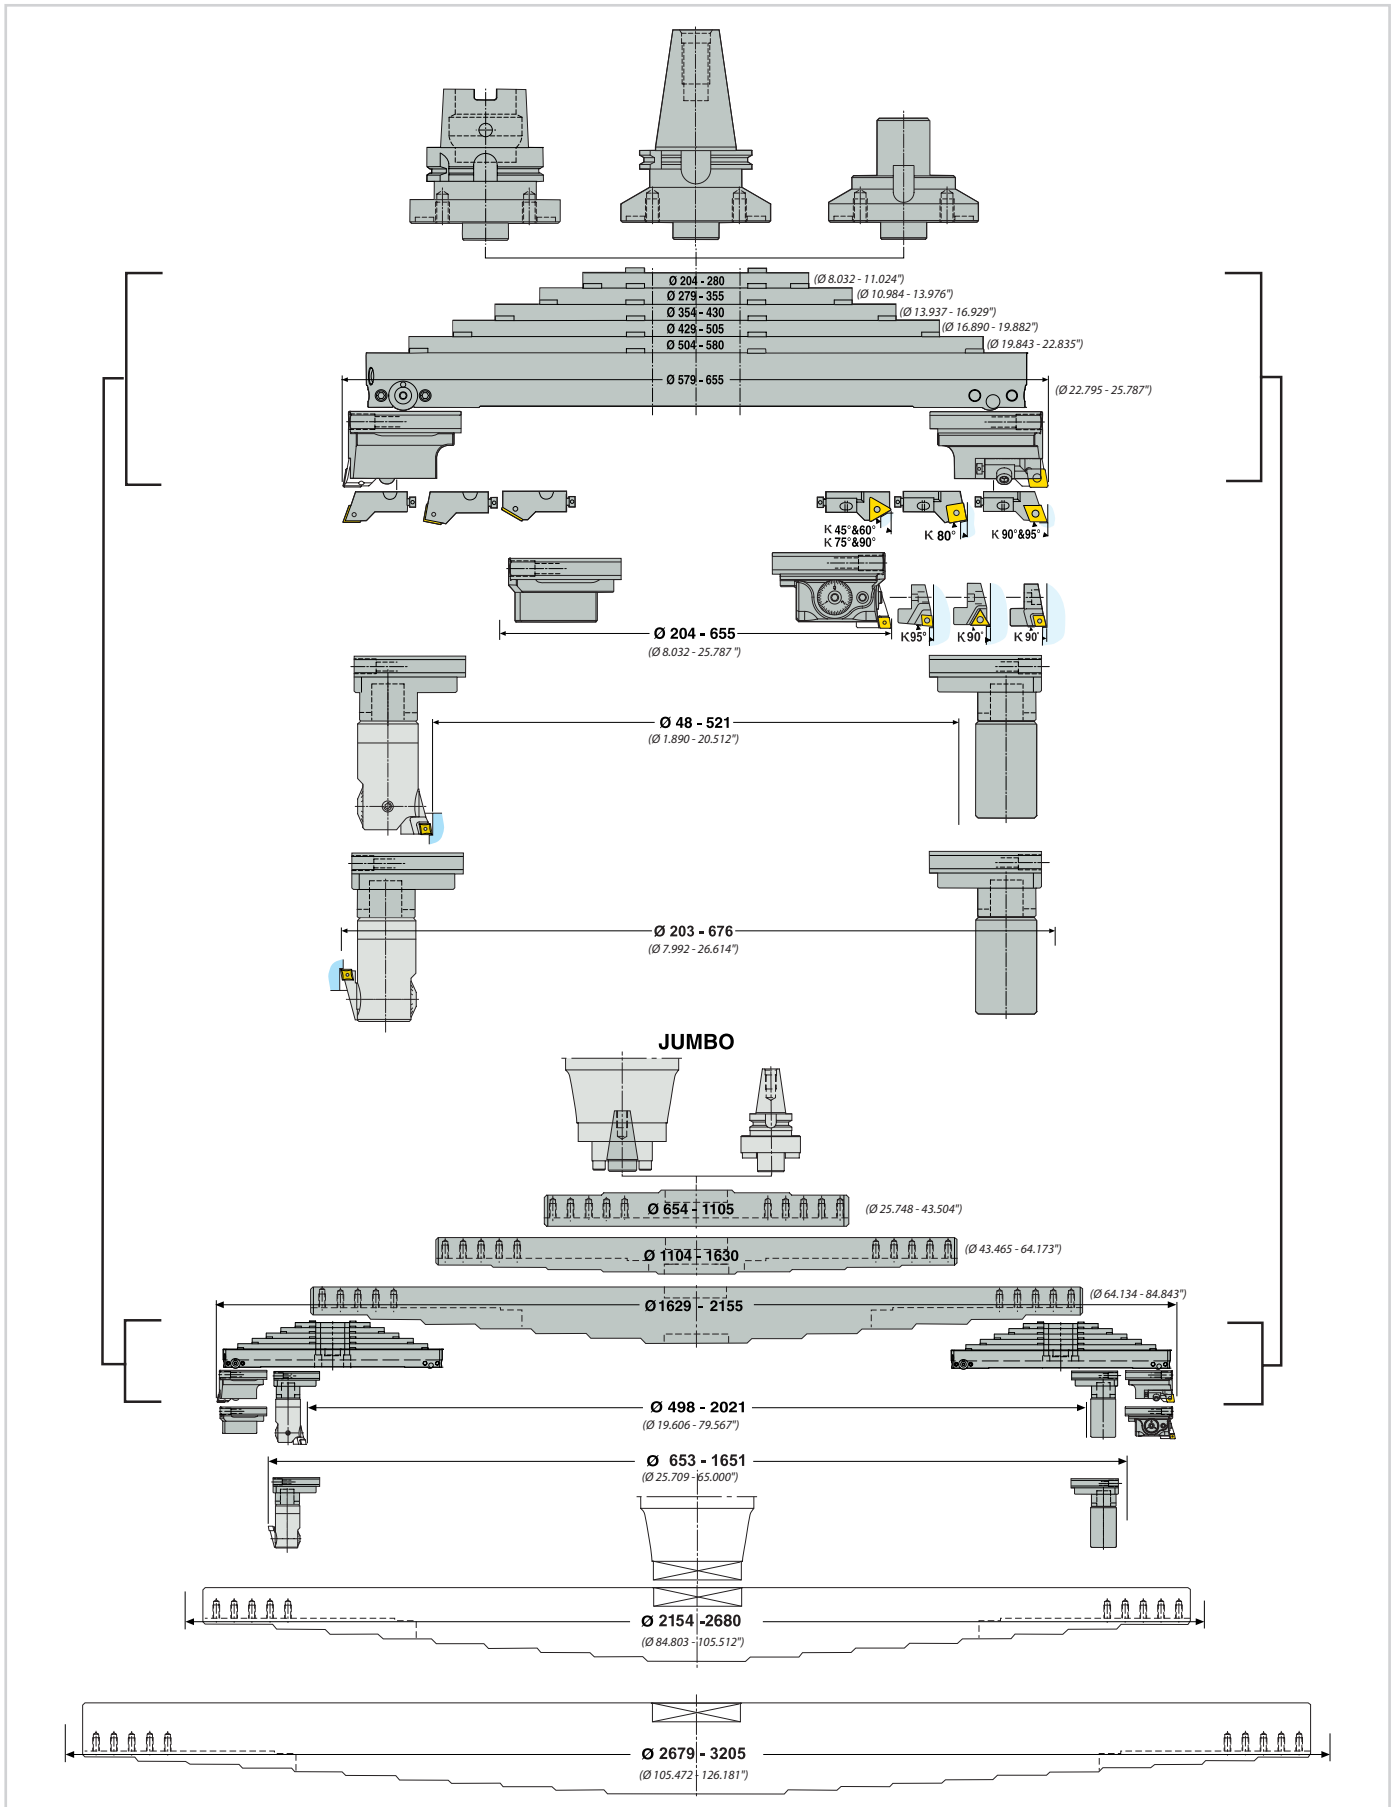 Ø 204 - 280 (Ø 8.032 - 11.024")
Ø 279 - 355 (Ø 10.984 - 13.976")
Ø 354 - 430 (Ø 13.937 - 16.929")
Ø 429 - 505 (Ø 16.890 - 19.882")
Ø 504 - 580 (Ø 19.843 - 22.835")
Ø 579 - 655 (Ø 22.795 - 25.787")
K 45°&60°
K 75°&90°
K 80°
K 90°&95°
Ø 204 - 655
(Ø 8.032 - 25.787 ")
K95°
K 90°
K 90°
Ø 48 - 521
(Ø 1.890 - 20.512")
Ø 203 - 676
(Ø 7.992 - 26.614")
JUMBO
Ø 654 - 1105 (Ø 25.748 - 43.504")
Ø 1104 - 1630 (Ø 43.465 - 64.173")
Ø 1629 - 2155 (Ø 64.134 - 84.843")
Ø 498 - 2021
(Ø 19.606 - 79.567")
Ø 653 - 1651
(Ø 25.709 - 65.000")
Ø 2154 -2680
(Ø 84.803 - 105.512")
Ø 2679 - 3205
(Ø 105.472 - 126.181")